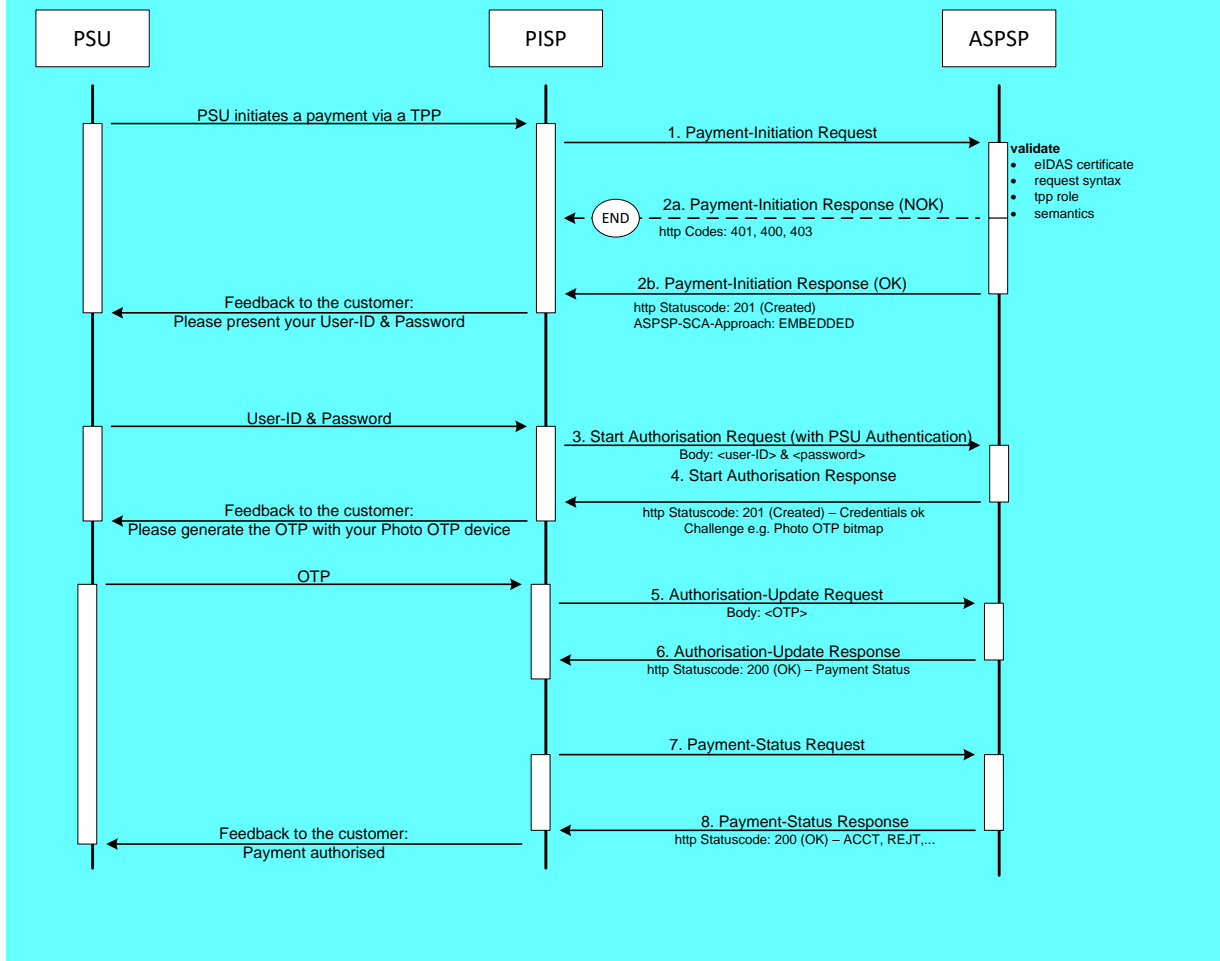 PSU
PISP
ASPSP
PSU initiates a payment via a TPP
1. Payment-Initiation Request
validate
• eIDAS certificate
• request syntax
• tpp role
• semantics
2a. Payment-Initiation Response (NOK)
END
http Codes: 401, 400, 403
2b. Payment-Initiation Response (OK)
http Statuscode: 201 (Created)
ASPSP-SCA-Approach: EMBEDDED
Feedback to the customer:
Please present your User-ID & Password
User-ID & Password
3. Start Authorisation Request (with PSU Authentication)
Body: <user-ID> & <password>
4. Start Authorisation Response
http Statuscode: 201 (Created) – Credentials ok
Challenge e.g. Photo OTP bitmap
Feedback to the customer:
Please generate the OTP with your Photo OTP device
OTP
5. Authorisation-Update Request
Body: <OTP>
6. Authorisation-Update Response
http Statuscode: 200 (OK) – Payment Status
7. Payment-Status Request
8. Payment-Status Response
http Statuscode: 200 (OK) – ACCT, REJT,...
Feedback to the customer:
Payment authorised